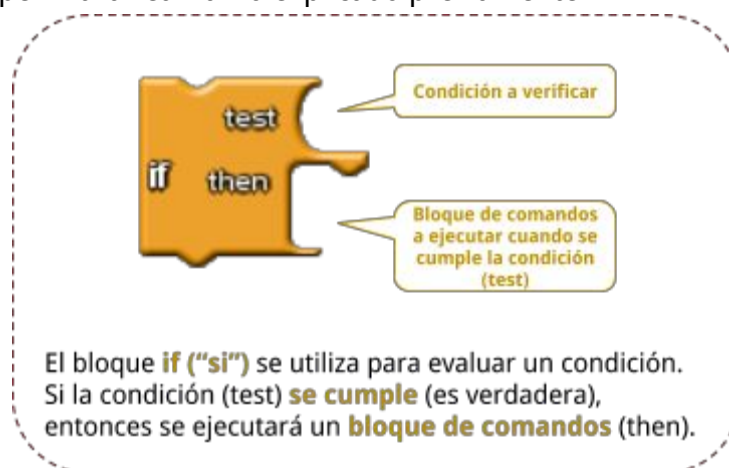 test
if
then
Condición a verificar
Bloque de comandos
a ejecutar cuando se
cumple la condición
(test)
El bloque if (“si”) se utiliza para evaluar un condición.
Si la condición (test) se cumple (es verdadera),
entonces se ejecutará un bloque de comandos (then).